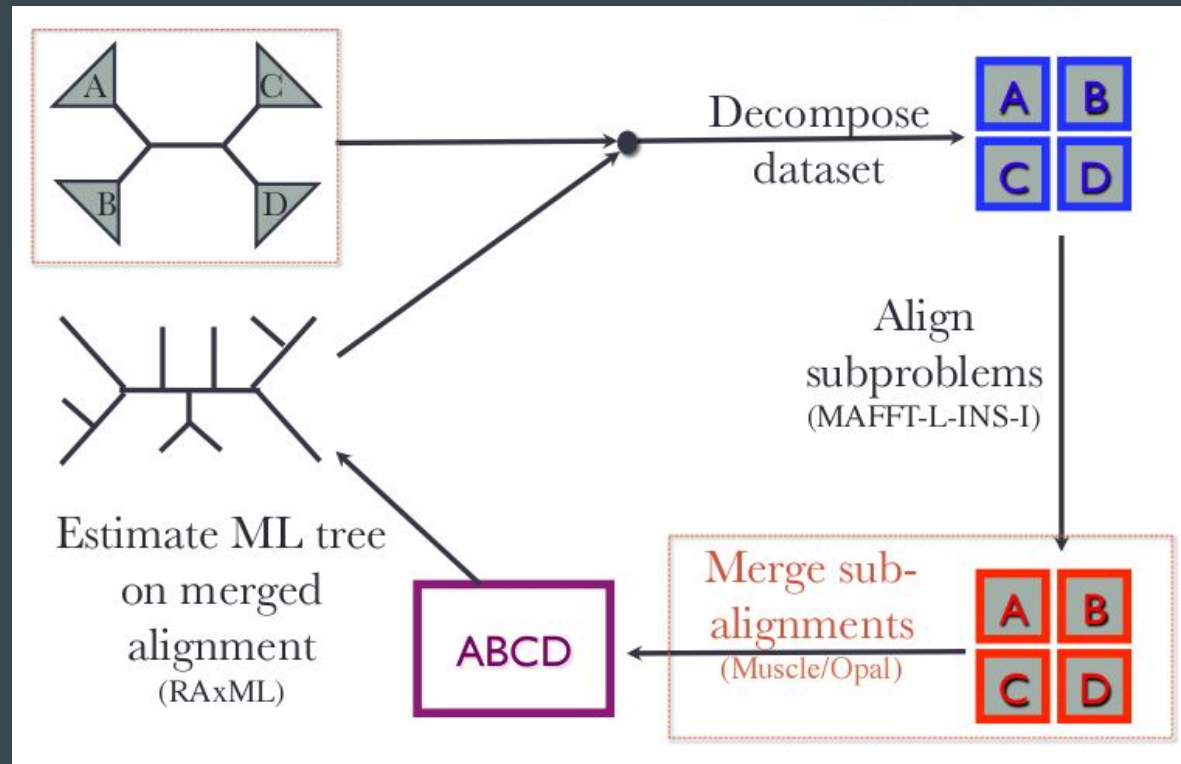 A
C
B
D
Decompose
dataset
A
B
C
D
Align
subproblems
(MAFFT-L-INS-I)
Merge sub-
alignments
(Muscle/Opal)
A
B
C
D
ABCD
Estimate ML tree
on merged
alignment
(RAxML)